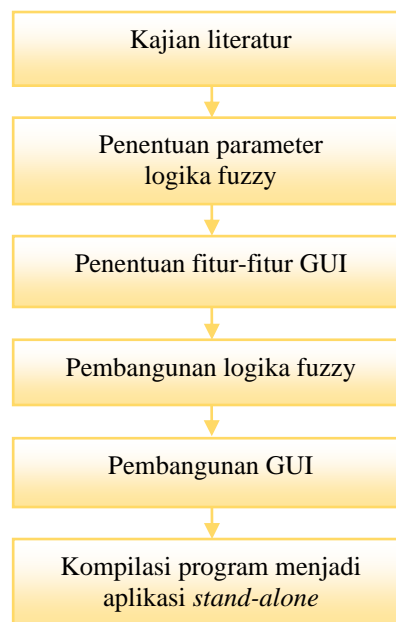 Kajian literatur
Penentuan parameter
logika fuzzy
Penentuan fitur-fitur GUI
Pembangunan logika fuzzy
Pembangunan GUI
Kompilasi program menjadi
aplikasi stand-alone